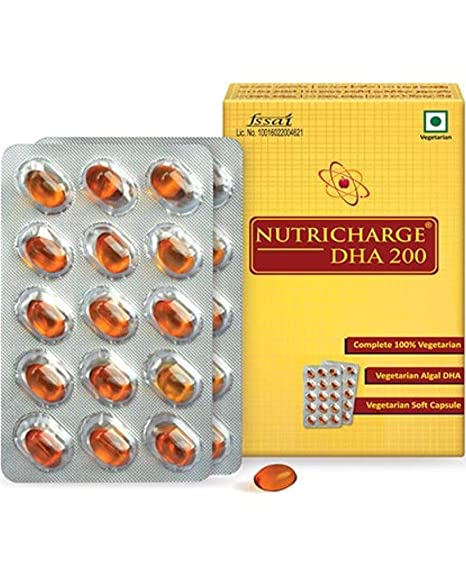 fssai
Lic. No. 10016022004621
Vegetarian
NUTRICHARGE®
DHA 200
Complete 100% Vegetarian
Vegetarian Algal DHA
Vegetarian Soft Capsule